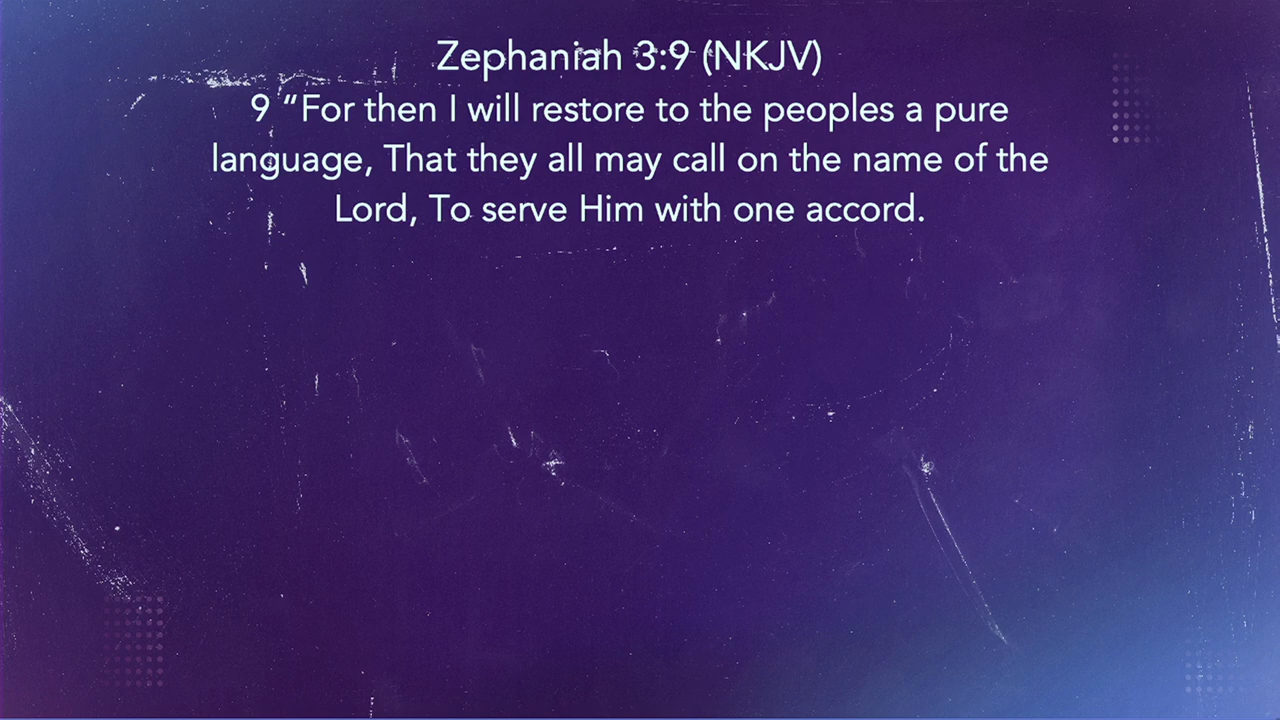 Zephaniah 3:9 (NKJV)
9 “For then I will restore to the peoples a pure
language, That they all may call on the name of the
Lord, To serve Him with one accord.